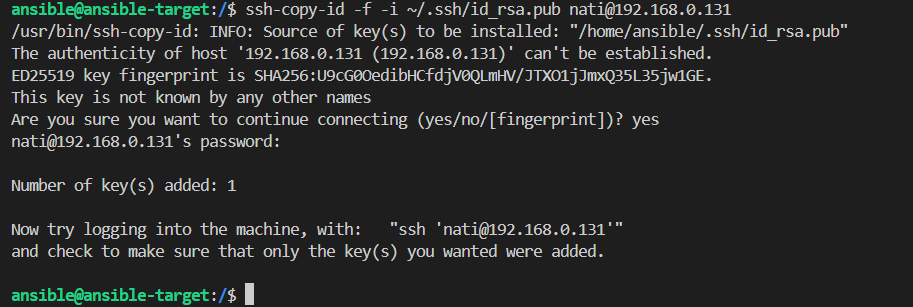 ansible@ansible-target:/$ ssh-copy-id -f -i ~/.ssh/id_rsa.pub nati@192.168.0.131
/usr/bin/ssh-copy-id: INFO: Source of key(s) to be installed: "/home/ansible/.ssh/id_rsa.pub"
The authenticity of host '192.168.0.131 (192.168.0.131)' can't be established.
ED25519 key fingerprint is SHA256:U9cG0OedibHCfdjV0QLmHV/JTXO1jJmxQ35L35jw1GE.
This key is not known by any other names
Are you sure you want to continue connecting (yes/no/[fingerprint])? yes
nati@192.168.0.131's password:
Number of key(s) added: 1
Now try logging into the machine, with:   "ssh 'nati@192.168.0.131'"
and check to make sure that only the key(s) you wanted were added.
ansible@ansible-target:/$